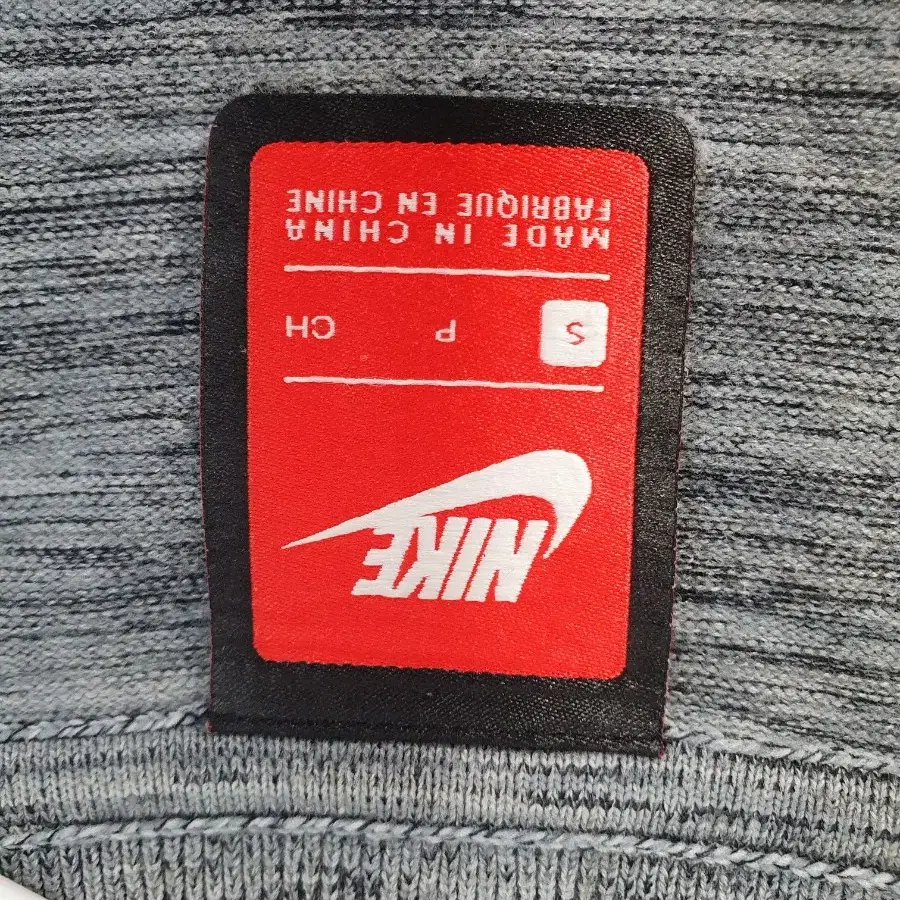 NIKE
S P CH
MADE IN CHINA
FABRIQUE EN CHINE